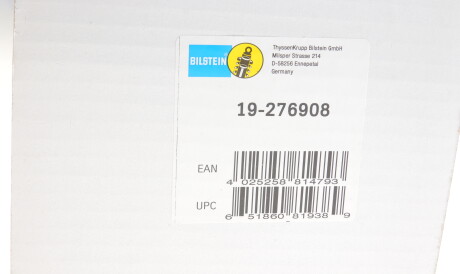 BILSTEIN
ThyssenKrupp Bilstein GmbH
Milsper Strasse 214
D-58256 Ennepetal
Germany
19-276908
EAN
4 025258 814793
UPC
6 51860 81938 9